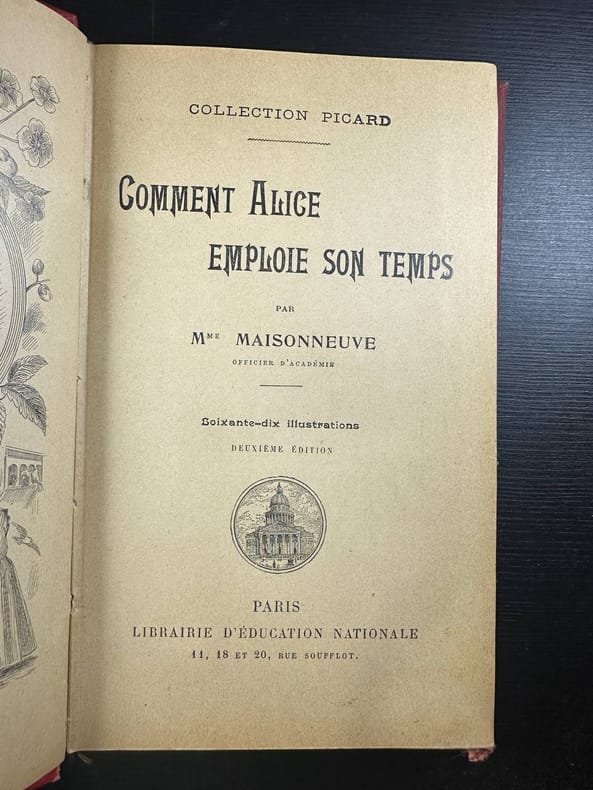 COLLECTION PICARD
COMMENT ALICE
EMPLOIE SON TEMPS
PAR
MME MAISONNEUVE
OFFICIER D'ACADÉMIE
Soixante-dix illustrations
DEUXIÈME ÉDITION
PARIS
LIBRAIRIE D'ÉDUCATION NATIONALE
11, 18 ET 20, RUE SOUFFLOT.